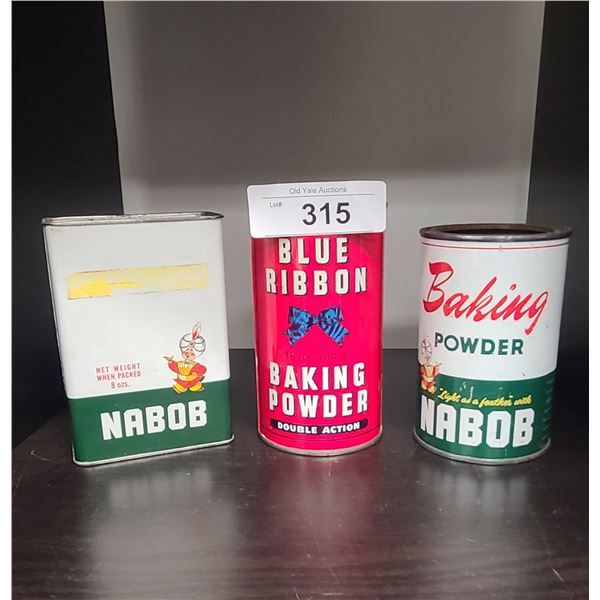 Old Yale Auctions
Lot# 315
NET WEIGHT
WHEN PACKED
8 ozs.
NABOB
BLUE
RIBBON
BAKING
POWDER
DOUBLE ACTION
Baking
POWDER
"Light as a feather" with
NABOB